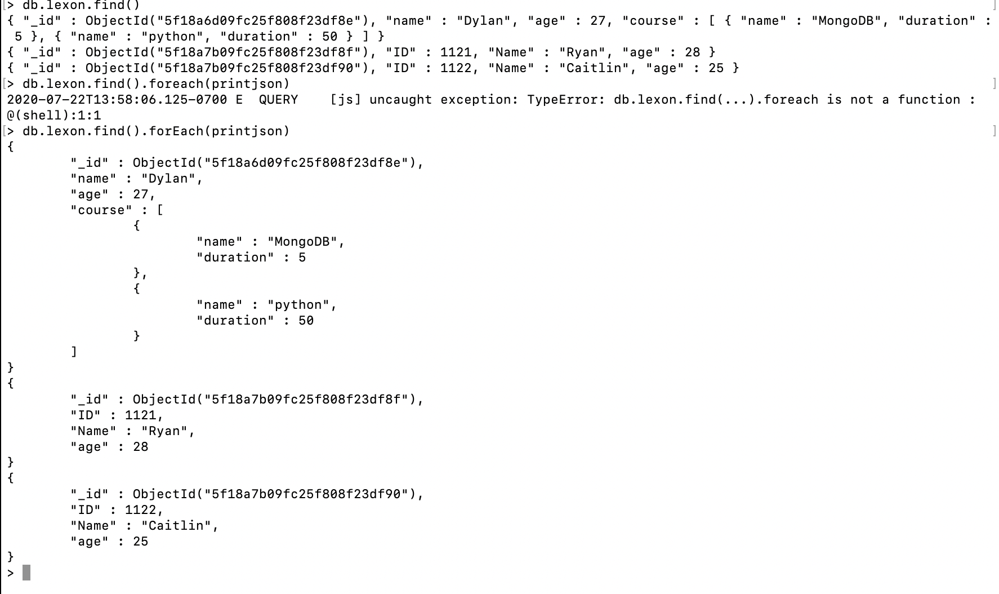 [> db.lexon.find() ]
{ "_id" : ObjectId("5f18a6d09fc25f808f23df8e"), "name" : "Dylan", "age" : 27, "course" : [ { "name" : "MongoDB", "duration" :
 5 }, { "name" : "python", "duration" : 50 } ] }
{ "_id" : ObjectId("5f18a7b09fc25f808f23df8f"), "ID" : 1121, "Name" : "Ryan", "age" : 28 }
{ "_id" : ObjectId("5f18a7b09fc25f808f23df90"), "ID" : 1122, "Name" : "Caitlin", "age" : 25 }
[> db.lexon.find().foreach(printjson) ]
2020-07-22T13:58:06.125-0700 E  QUERY    [js] uncaught exception: TypeError: db.lexon.find(...).foreach is not a function :
@(shell):1:1
[> db.lexon.find().forEach(printjson) ]
{
        "_id" : ObjectId("5f18a6d09fc25f808f23df8e"),
        "name" : "Dylan",
        "age" : 27,
        "course" : [
                {
                        "name" : "MongoDB",
                        "duration" : 5
                },
                {
                        "name" : "python",
                        "duration" : 50
                }
        ]
}
{
        "_id" : ObjectId("5f18a7b09fc25f808f23df8f"),
        "ID" : 1121,
        "Name" : "Ryan",
        "age" : 28
}
{
        "_id" : ObjectId("5f18a7b09fc25f808f23df90"),
        "ID" : 1122,
        "Name" : "Caitlin",
        "age" : 25
}
>